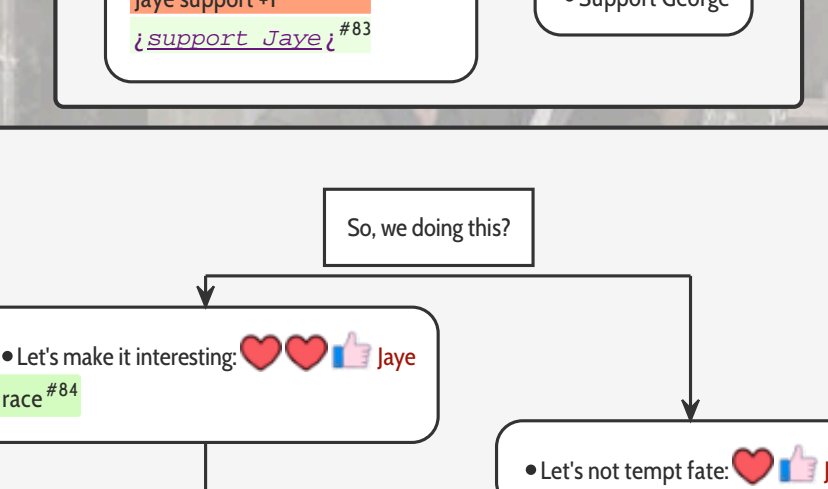 Jaye support +1
¿support Jaye¿#83
• Support George
So, we doing this?
• Let's make it interesting: Jaye
race #84
• Let's not tempt fate: